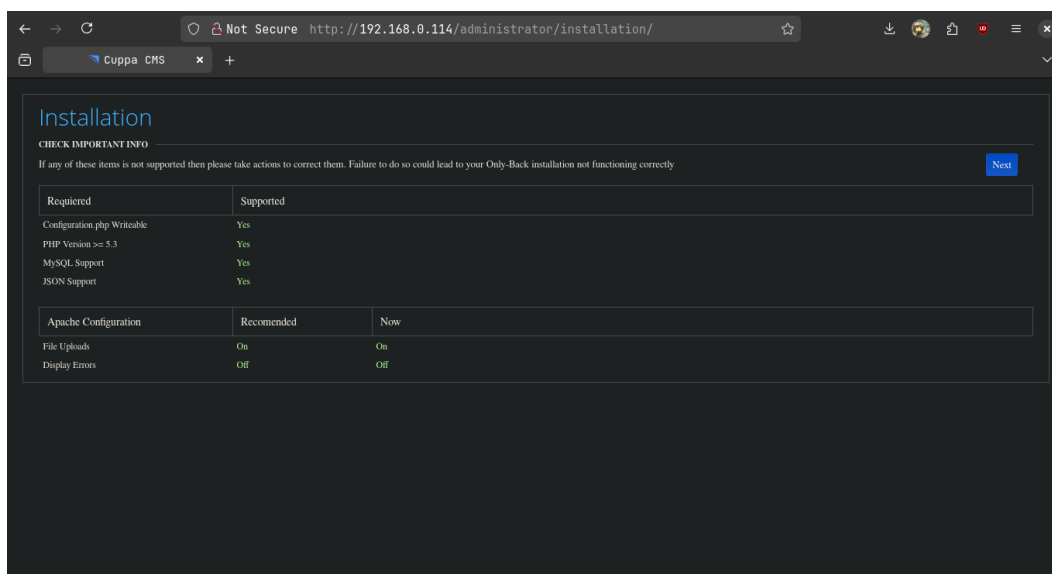 Not Secure http://192.168.0.114/administrator/installation/
Cuppa CMS
Installation
CHECK IMPORTANT INFO
If any of these items is not supported then please take actions to correct them. Failure to do so could lead to your Only-Back installation not functioning correctly
Next
Requiered Supported
Configuration.php Writeable Yes
PHP Version >= 5.3 Yes
MySQL Support Yes
JSON Support Yes
Apache Configuration Recomended Now
File Uploads On On
Display Errors Off Off